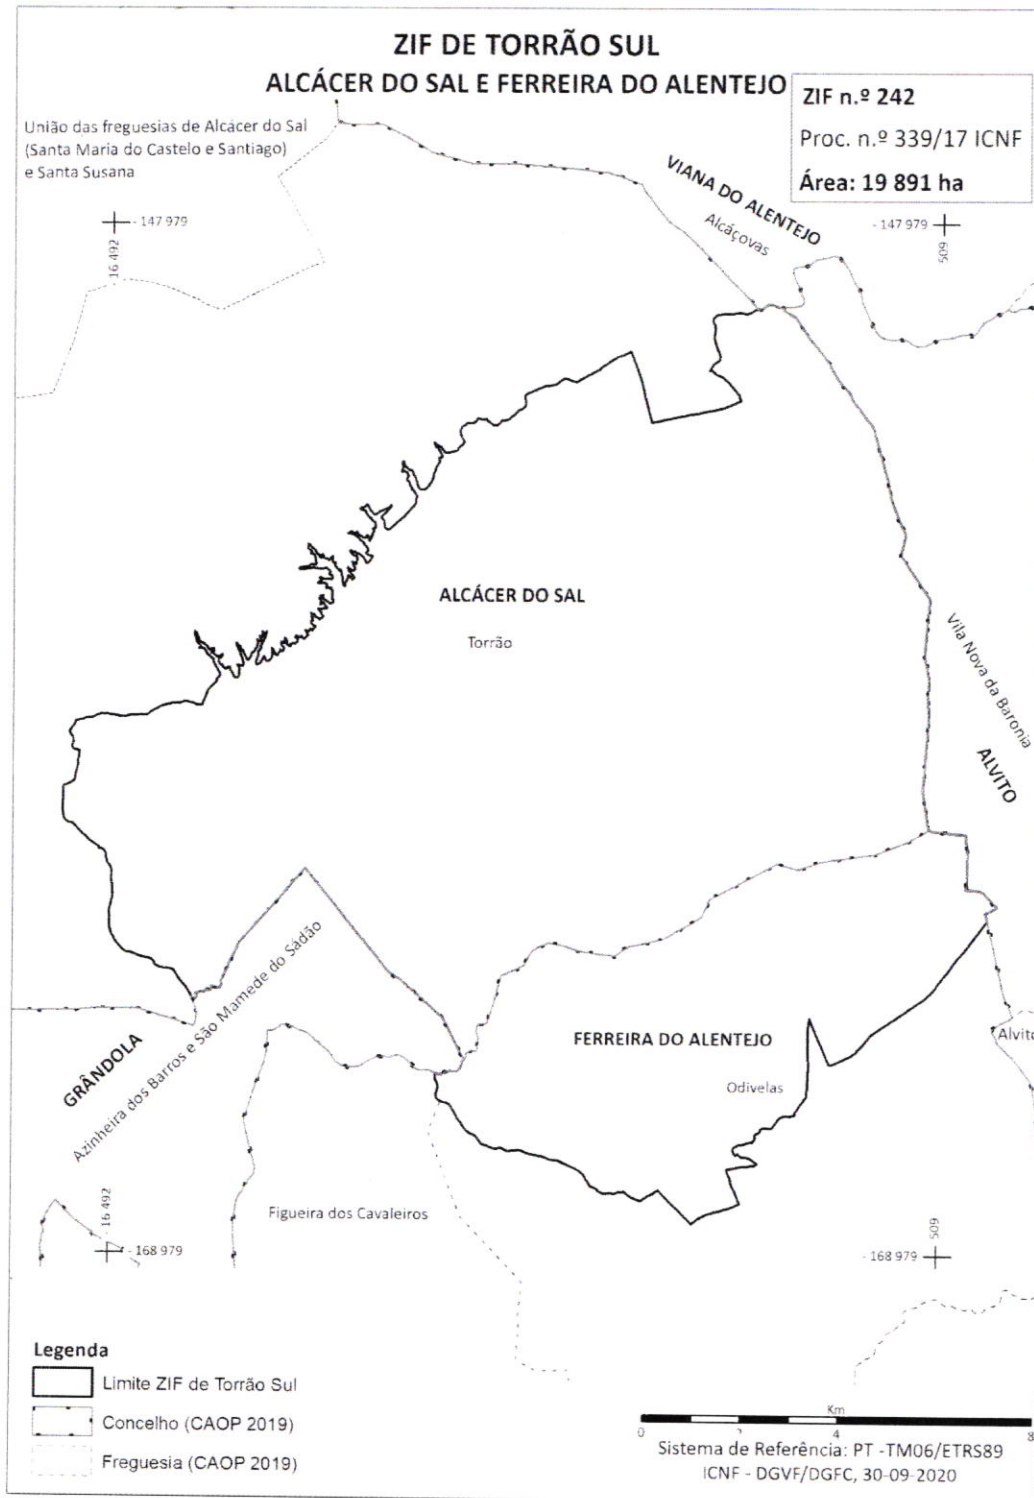 ZIF DE TORRÃO SUL
ALCÁCER DO SAL E FERREIRA DO ALENTEJO
ZIF n.º 242
Proc. n.º 339/17 ICNF
Área: 19 891 ha
União das freguesias de Alcácer do Sal
(Santa Maria do Castelo e Santiago)
e Santa Susana
VIANA DO ALENTEJO
Alcáçovas
- 147 979
16 492
- 147 979
509
ALCÁCER DO SAL
Torrão
Vila Nova da Baronia
ALVITO
GRÂNDOLA
Azinheira dos Barros e São Mamede do Sádão
FERREIRA DO ALENTEJO
Odivelas
Alvito
Figueira dos Cavaleiros
- 16 492
- 168 979
509
- 168 979
Legenda
Limite ZIF de Torrão Sul
Concelho (CAOP 2019)
Freguesia (CAOP 2019)
Km
0 2 4 8
Sistema de Referência: PT -TM06/ETRS89
ICNF - DGVF/DGFC, 30-09-2020